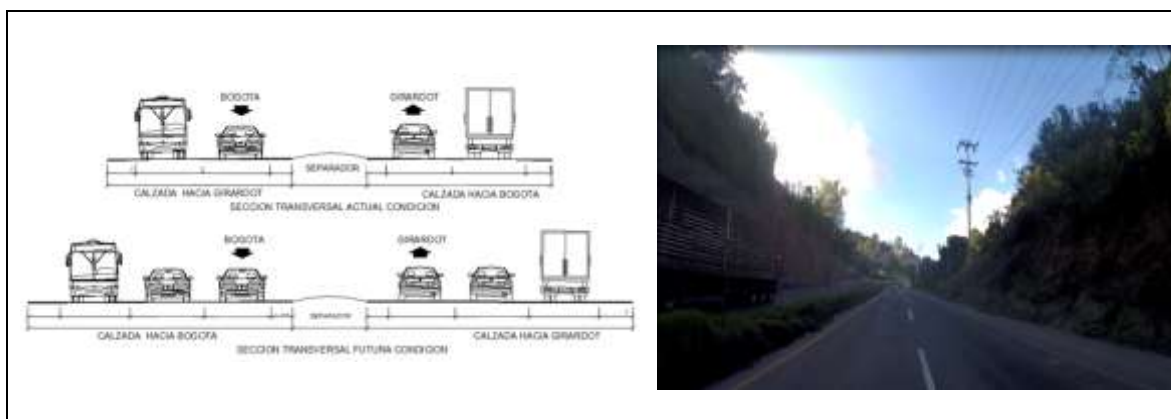 BOGOTA
GIRARDOT
SEPARADOR
CALZADA HACIA GIRARDOT
CALZADA HACIA BOGOTA
SECCION TRANSVERSAL ACTUAL CONDICION
BOGOTA
GIRARDOT
SEPARADOR
CALZADA HACIA BOGOTA
CALZADA HACIA GIRARDOT
SECCION TRANSVERSAL FUTURA CONDICION